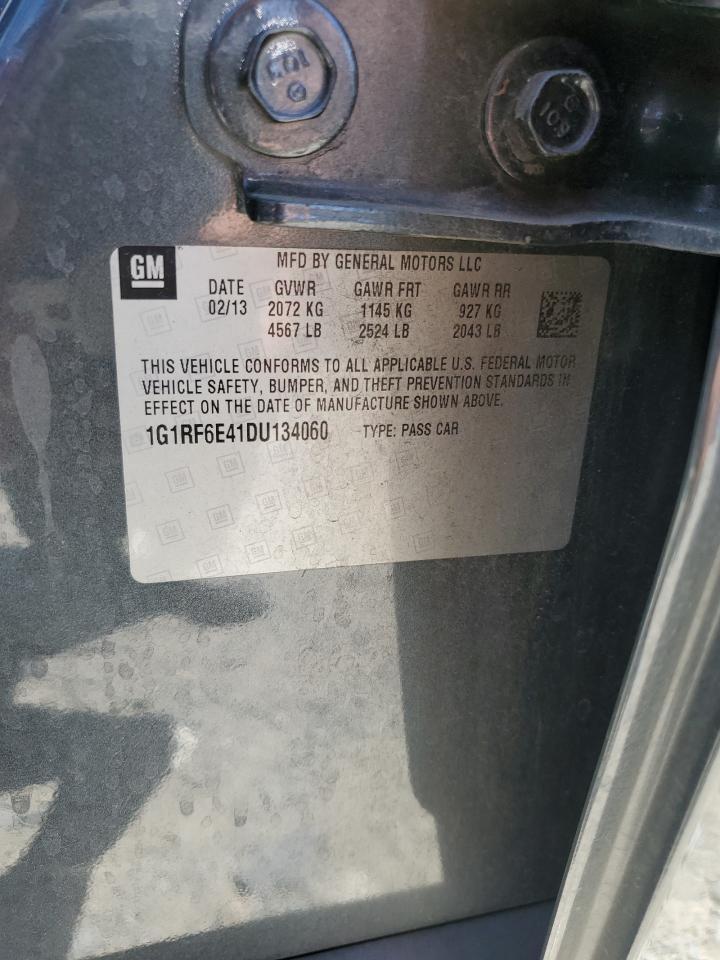 109
GM
MFD BY GENERAL MOTORS LLC
DATE GVWR GAWR FRT GAWR RR
02/13 2072 KG 1145 KG 927 KG
4567 LB 2524 LB 2043 LB
THIS VEHICLE CONFORMS TO ALL APPLICABLE U.S. FEDERAL MOTOR
VEHICLE SAFETY, BUMPER, AND THEFT PREVENTION STANDARDS IN
EFFECT ON THE DATE OF MANUFACTURE SHOWN ABOVE.
1G1RF6E41DU134060 TYPE: PASS CAR